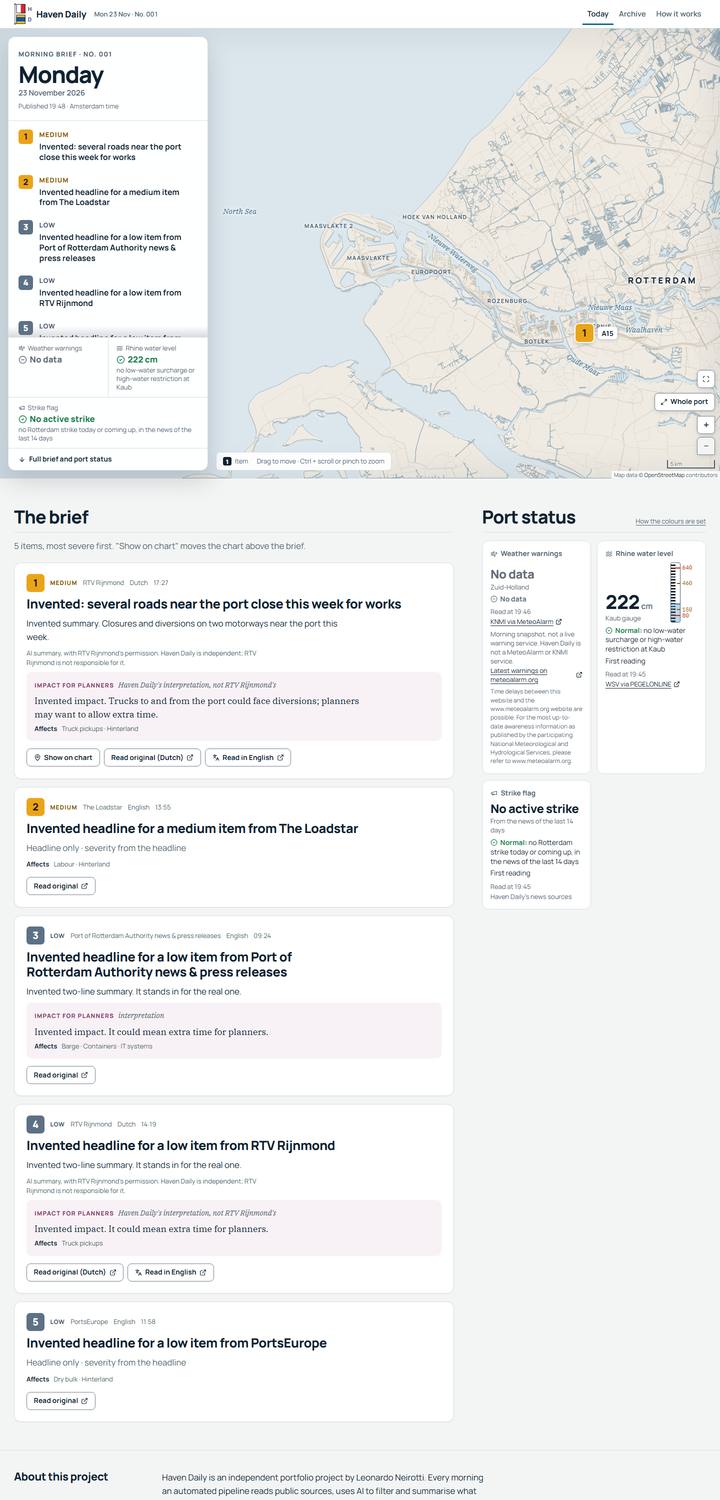 H
D
Haven Daily
Mon 23 Nov · No. 001
Today
Archive
How it works
MORNING BRIEF · NO. 001
Monday
23 November 2026
Published 19:48 · Amsterdam time
1
MEDIUM
Invented: several roads near the port
close this week for works
2
MEDIUM
Invented headline for a medium item
from The Loadstar
3
LOW
Invented headline for a low item from
Port of Rotterdam Authority news &
press releases
4
LOW
Invented headline for a low item from
RTV Rijnmond
5
LOW
Weather warnings
No data
Rhine water level
222 cm
no low-water surcharge or
high-water restriction at
Kaub
Strike flag
No active strike
no Rotterdam strike today or coming up, in the news of the
last 14 days
Full brief and port status
North Sea
MAASVLAKTE 2
MAASVLAKTE
HOEK VAN HOLLAND
Nieuwe Waterweg
EUROPOORT
ROZENBURG
ROTTERDAM
Nieuwe Maas
1
A15
Waalhaven
BOTLEK
Oude Maas
Whole port
+
−
5 km
1 Item
Drag to move · Ctrl + scroll or pinch to zoom
Map data © OpenStreetMap contributors
The brief
5 items, most severe first. "Show on chart" moves the chart above the brief.
1
MEDIUM RTV Rijnmond Dutch 17:27
Invented: several roads near the port close this week for works
Invented summary. Closures and diversions on two motorways near the port this
week.
AI summary, with RTV Rijnmond's permission. Haven Daily is independent; RTV
Rijnmond is not responsible for it.
IMPACT FOR PLANNERS Haven Daily's interpretation, not RTV Rijnmond's
Invented impact. Trucks to and from the port could face diversions; planners
may want to allow extra time.
Affects Truck pickups · Hinterland
Show on chart
Read original (Dutch)
Read in English
2
MEDIUM The Loadstar English 13:55
Invented headline for a medium item from The Loadstar
Headline only · severity from the headline
Affects Labour · Hinterland
Read original
3
LOW Port of Rotterdam Authority news & press releases English 09:24
Invented headline for a low item from Port of
Rotterdam Authority news & press releases
Invented two-line summary. It stands in for the real one.
IMPACT FOR PLANNERS interpretation
Invented impact. It could mean extra time for planners.
Affects Barge · Containers · IT systems
Read original
4
LOW RTV Rijnmond Dutch 14:19
Invented headline for a low item from RTV Rijnmond
Invented two-line summary. It stands in for the real one.
AI summary, with RTV Rijnmond's permission. Haven Daily is independent; RTV
Rijnmond is not responsible for it.
IMPACT FOR PLANNERS Haven Daily's interpretation, not RTV Rijnmond's
Invented impact. It could mean extra time for planners.
Affects Truck pickups
Read original (Dutch)
Read in English
5
LOW PortsEurope English 11:58
Invented headline for a low item from PortsEurope
Headline only · severity from the headline
Affects Dry bulk · Hinterland
Read original
Port status
How the colours are set
Weather warnings
No data
Zuid-Holland
No data
Read at 19:46
KNMI via MeteoAlarm
Morning snapshot, not a live
warning service. Haven Daily is
not a MeteoAlarm or KNMI
service.
Latest warnings on
meteoalarm.org
Time delays between this
website and the
www.meteoalarm.org website are
possible. For the most up-to-
date awareness information as
published by the participating
National Meteorological and
Hydrological Services, please
refer to www.meteoalarm.org.
Rhine water level
222 cm
Kaub gauge
640
460
150
80
Normal: no low-water
surcharge or high-water
restriction at Kaub
First reading
Read at 19:45
WSV via PEGELONLINE
Strike flag
No active strike
From the news of the last 14
days
Normal: no Rotterdam
strike today or coming up, in
the news of the last 14 days
First reading
Read at 19:45
Haven Daily's news sources
About this project
Haven Daily is an independent portfolio project by Leonardo Neirotti. Every morning
an automated pipeline reads public sources, uses AI to filter and summarise what